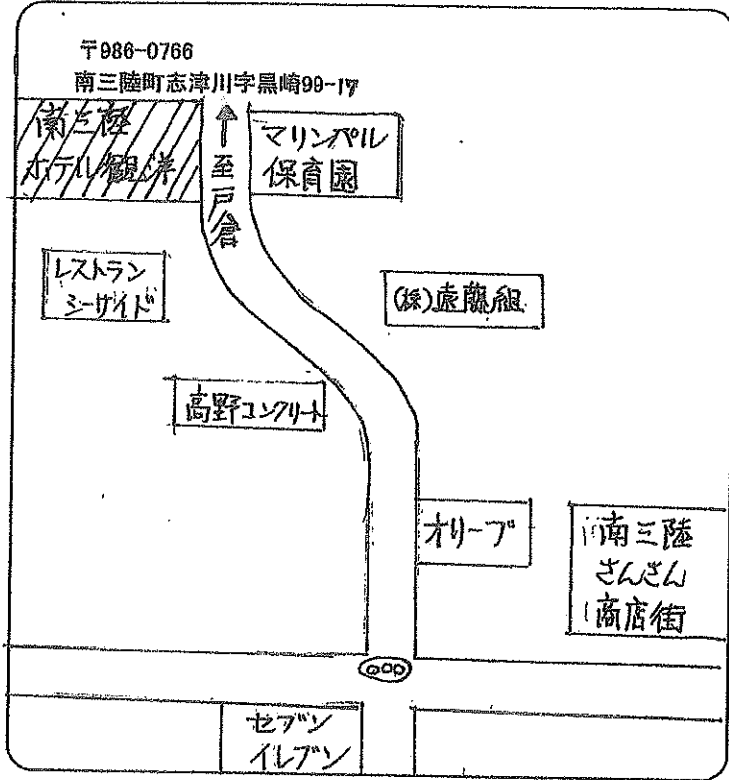 〒986-0766
南三陸町志津川字黒崎99-17
南三陸
ホテル観洋
至戸倉
マリンパル
保育園
レストラン
シーサイド
(株)遠藤組
高野コンクリート
オリーブ
南三陸
さんさん
商店街
セブン
イレブン